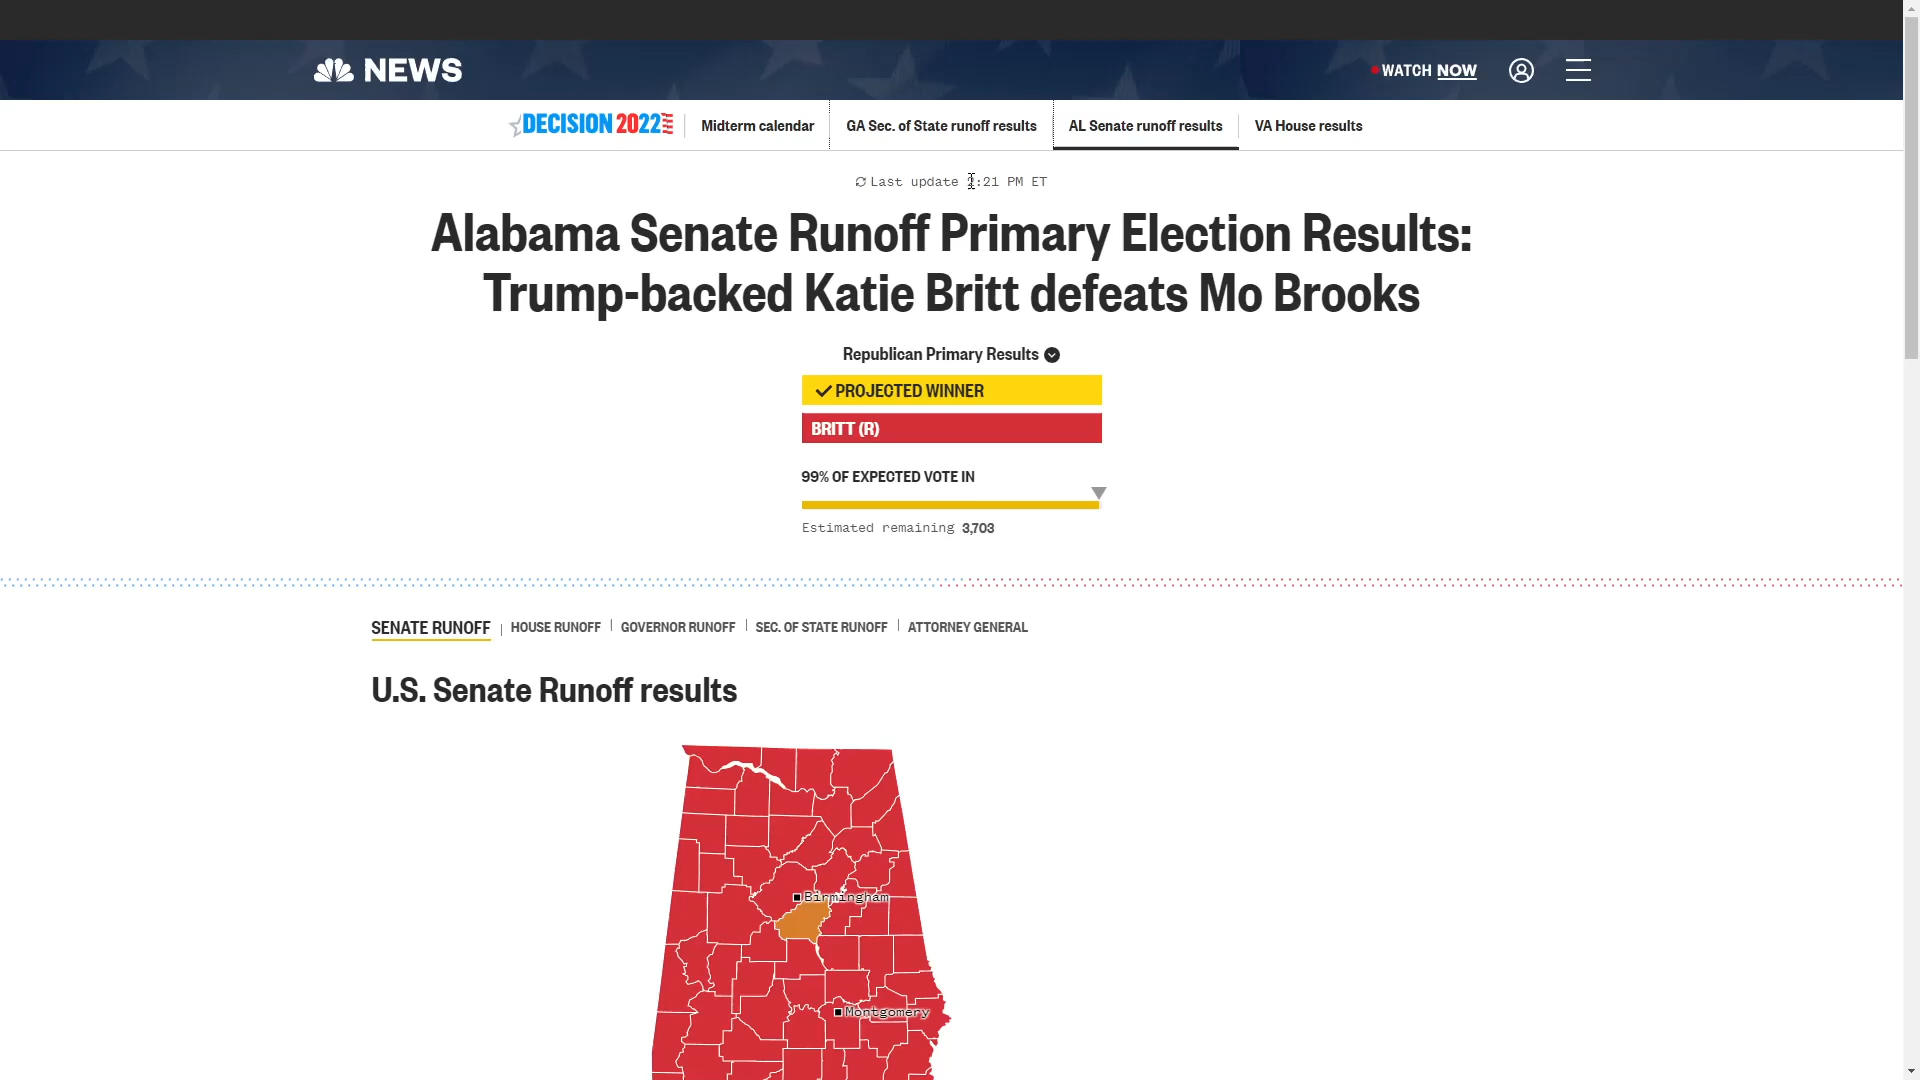 NEWS
WATCH NOW
DECISION 2022
Midterm calendar
GA Sec. of State runoff results
AL Senate runoff results
VA House results
Last update 2:21 PM ET
Alabama Senate Runoff Primary Election Results:
Trump-backed Katie Britt defeats Mo Brooks
Republican Primary Results
PROJECTED WINNER
BRITT (R)
99% OF EXPECTED VOTE IN
Estimated remaining 3,703
SENATE RUNOFF
HOUSE RUNOFF
GOVERNOR RUNOFF
SEC. OF STATE RUNOFF
ATTORNEY GENERAL
U.S. Senate Runoff results
Birmingham
Montgomery